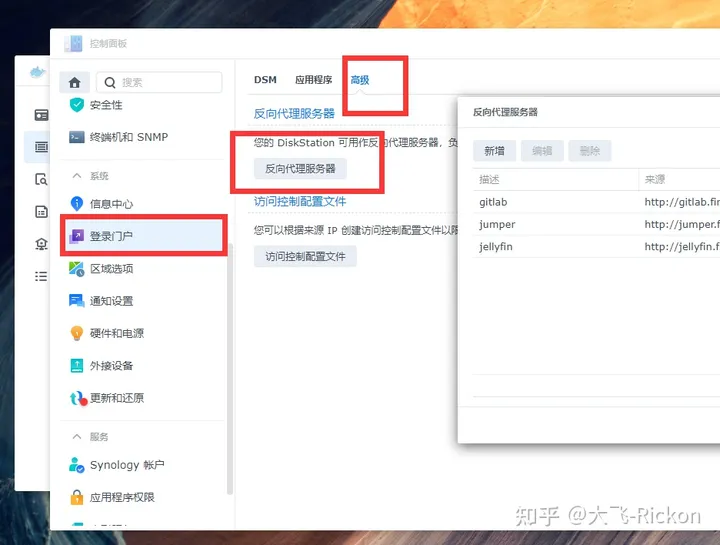 控制面板
搜索
安全性
终端机和 SNMP
系统
信息中心
登录门户
区域选项
通知设置
硬件和电源
外接设备
更新和还原
服务
Synology 帐户
应用程序权限
DSM 应用程序 高级
反向代理服务器
您的 DiskStation 可用作反向代理服务器，负
反向代理服务器
访问控制配置文件
您可以根据来源 IP 创建访问控制配置文件以限
访问控制配置文件
反向代理服务器
新增 编辑 删除
描述 来源
gitlab http://gitlab.fin
jumper http://jumper.f
jellyfin http://jellyfin.f
知乎 @大飞-Rickon